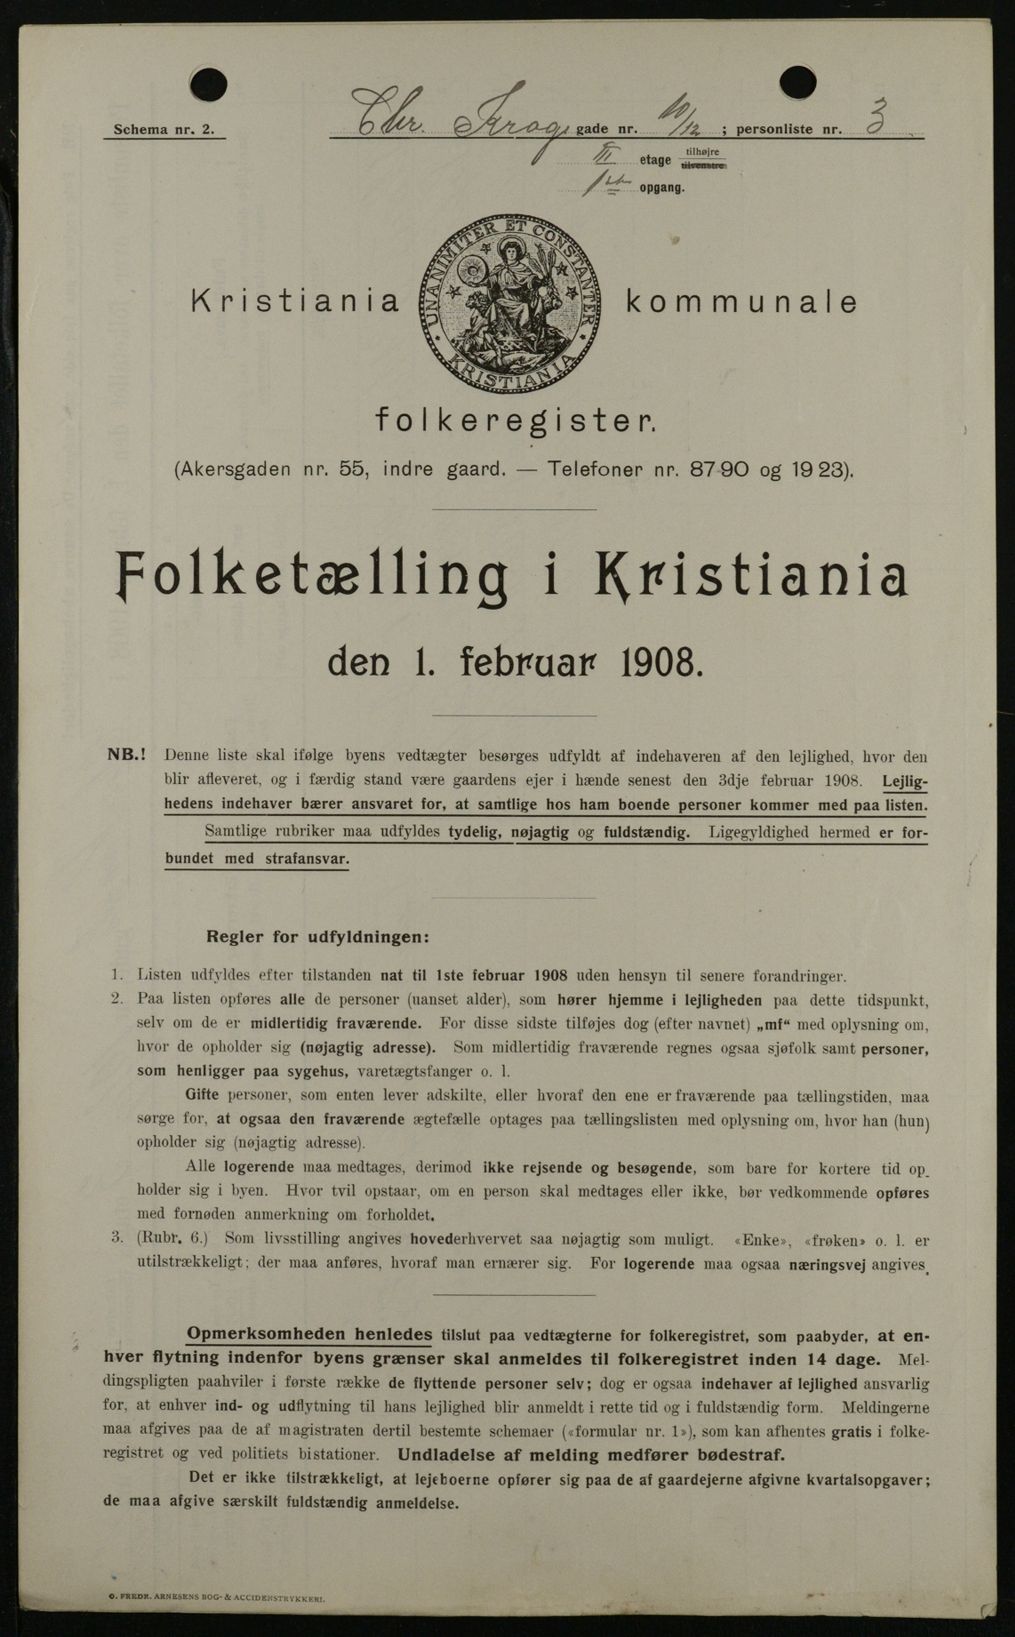 Schema nr. 2. Chr. Krogs gade nr. 10/12 ; personliste nr. 3
III etage tilhøjre tilvenstre.
1ste opgang.
UNANIMITER ET CONSTANTER
KRISTIANIA
Kristiania kommunale
folkeregister.
(Akersgaden nr. 55, indre gaard. — Telefoner nr. 87-90 og 19 23).
Folketælling i Kristiania
den 1. februar 1908.
NB.! Denne liste skal ifølge byens vedtægter besørges udfyldt af indehaveren af den lejlighed, hvor den
blir afleveret, og i færdig stand være gaardens ejer i hænde senest den 3dje februar 1908. Lejlig-
hedens indehaver bærer ansvaret for, at samtlige hos ham boende personer kommer med paa listen.
Samtlige rubriker maa udfyldes tydelig, nøjagtig og fuldstændig. Ligegyldighed hermed er for-
bundet med strafansvar.
Regler for udfyldningen:
1. Listen udfyldes efter tilstanden nat til 1ste februar 1908 uden hensyn til senere forandringer.
2. Paa listen opføres alle de personer (uanset alder), som hører hjemme i lejligheden paa dette tidspunkt,
selv om de er midlertidig fraværende. For disse sidste tilføjes dog (efter navnet) „mf“ med oplysning om,
hvor de opholder sig (nøjagtig adresse). Som midlertidig fraværende regnes ogsaa sjøfolk samt personer,
som henligger paa sygehus, varetægtsfanger o. l.
Gifte personer, som enten lever adskilte, eller hvoraf den ene er fraværende paa tællingstiden, maa
sørge for, at ogsaa den fraværende ægtefælle optages paa tællingslisten med oplysning om, hvor han (hun)
opholder sig (nøjagtig adresse).
Alle logerende maa medtages, derimod ikke rejsende og besøgende, som bare for kortere tid op-
holder sig i byen. Hvor tvil opstaar, om en person skal medtages eller ikke, bør vedkommende opføres
med fornøden anmerkning om forholdet.
3. (Rubr. 6.) Som livsstilling angives hovederhvervet saa nøjagtig som muligt. «Enke», «frøken» o. l. er
utilstrækkeligt; der maa anføres, hvoraf man ernærer sig. For logerende maa ogsaa næringsvej angives.
Opmerksomheden henledes tilslut paa vedtægterne for folkeregistret, som paabyder, at en-
hver flytning indenfor byens grænser skal anmeldes til folkeregistret inden 14 dage. Mel-
dingspligten paahviler i første række de flyttende personer selv; dog er ogsaa indehaver af lejlighed ansvarlig
for, at enhver ind- og udflytning til hans lejlighed blir anmeldt i rette tid og i fuldstændig form. Meldingerne
maa afgives paa de af magistraten dertil bestemte schemaer («formular nr. 1»), som kan afhentes gratis i folke-
registret og ved politiets bistationer. Undladelse af melding medfører bødestraf.
Det er ikke tilstrækkeligt, at lejeboerne opfører sig paa de af gaardejerne afgivne kvartalsopgaver;
de maa afgive særskilt fuldstændig anmeldelse.
O. FREDR. ARNESENS BOG- & ACCIDENSTRYKKERI.